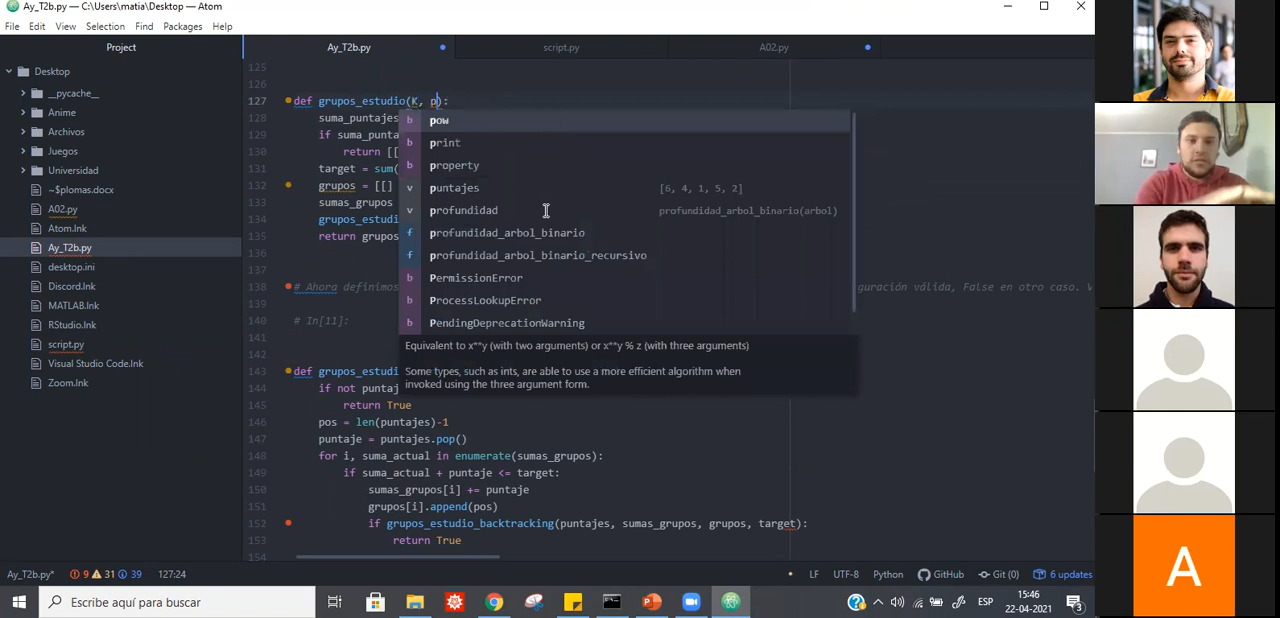 Ay_T2b.py — C:\Users\matia\Desktop — Atom
File Edit View Selection Find Packages Help
Project
Ay_T2b.py
script.py
A02.py
Desktop
__pycache__
Anime
Archivos
Juegos
Universidad
~$plomas.docx
A02.py
Atom.lnk
Ay_T2b.py
desktop.ini
Discord.lnk
MATLAB.lnk
RStudio.lnk
script.py
Visual Studio Code.lnk
Zoom.lnk
125
126
127 def grupos_estudio(K, p):
128 suma_puntajes
129 if suma_punta
130 return [[
131 target = sum(
132 grupos = [[]
133 sumas_grupos
134 grupos_estudi
135 return grupos
136
137
138 # Ahora definimos guración válida, False en otro caso. V
139
140 # In[11]:
141
142
143 def grupos_estudi
144 if not puntaj
145 return True
146 pos = len(puntajes)-1
147 puntaje = puntajes.pop()
148 for i, suma_actual in enumerate(sumas_grupos):
149 if suma_actual + puntaje <= target:
150 sumas_grupos[i] += puntaje
151 grupos[i].append(pos)
152 if grupos_estudio_backtracking(puntajes, sumas_grupos, grupos, target):
153 return True
154
b pow
b print
b property
v puntajes [6, 4, 1, 5, 2]
v profundidad profundidad_arbol_binario(arbol)
f profundidad_arbol_binario
f profundidad_arbol_binario_recursivo
b PermissionError
b ProcessLookupError
b PendingDeprecationWarning
Equivalent to x**y (with two arguments) or x**y % z (with three arguments)
Some types, such as ints, are able to use a more efficient algorithm when
invoked using the three argument form.
Ay_T2b.py* 9 31 39 127:24 LF UTF-8 Python GitHub Git (0) 6 updates
Escribe aquí para buscar
ESP
15:46
22-04-2021
3
A